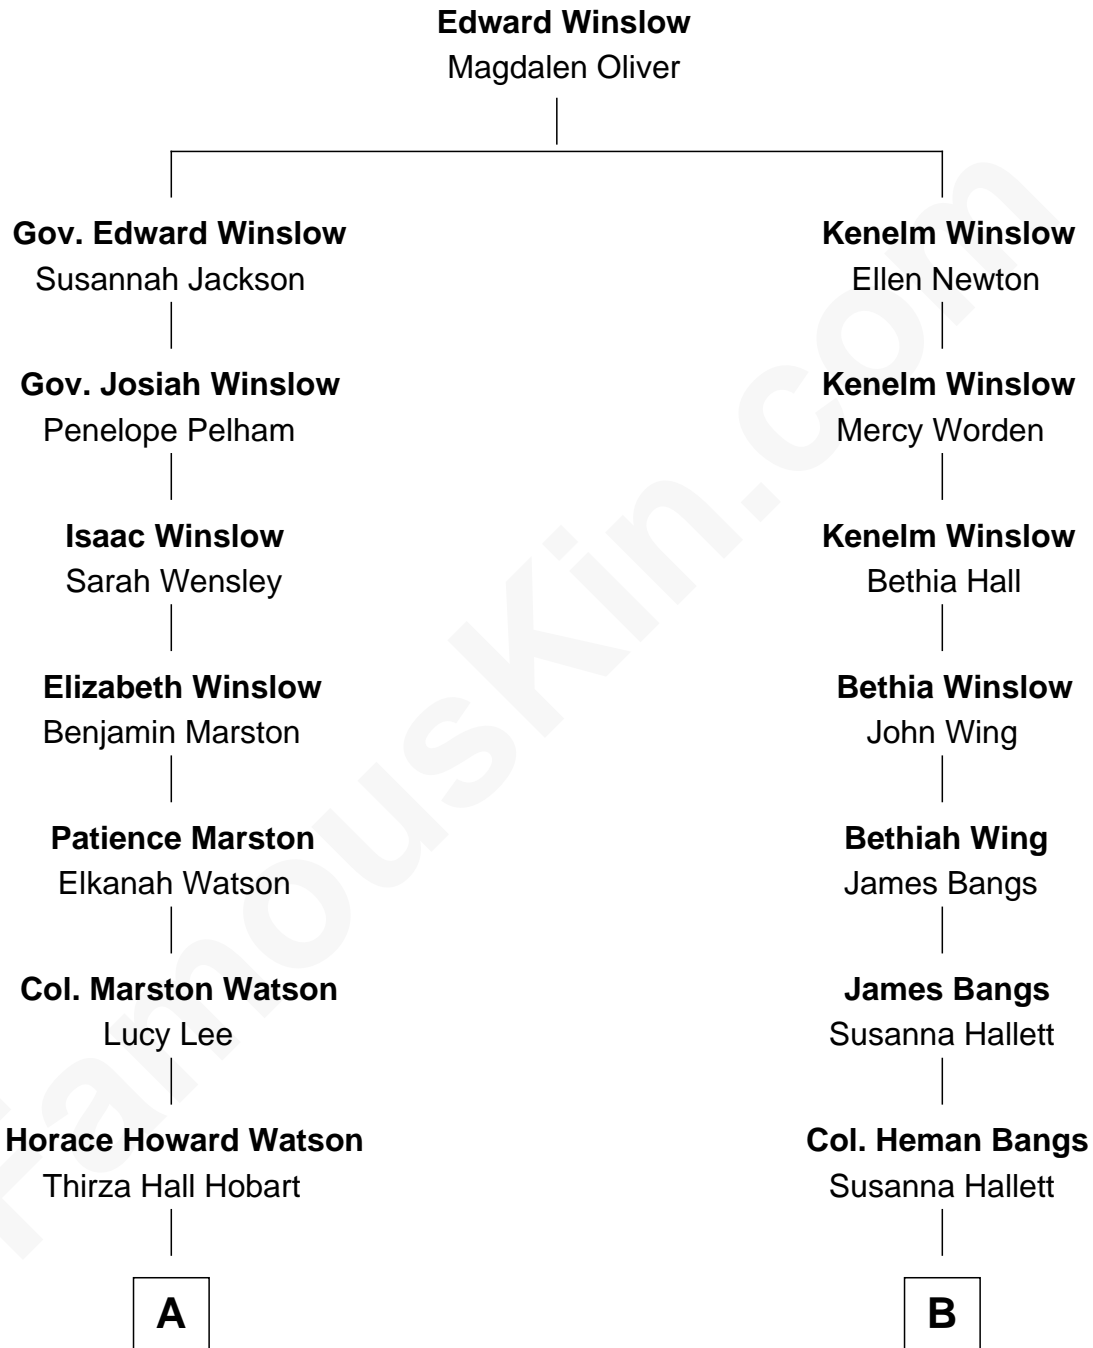 Edward Winslow
Magdalen Oliver
Gov. Edward Winslow
Susannah Jackson
Kenelm Winslow
Ellen Newton
Gov. Josiah Winslow
Penelope Pelham
Kenelm Winslow
Mercy Worden
Isaac Winslow
Sarah Wensley
Kenelm Winslow
Bethia Hall
Elizabeth Winslow
Benjamin Marston
Bethia Winslow
John Wing
Patience Marston
Elkanah Watson
Bethiah Wing
James Bangs
Col. Marston Watson
Lucy Lee
James Bangs
Susanna Hallett
Horace Howard Watson
Thirza Hall Hobart
Col. Heman Bangs
Susanna Hallett
A
B
FamousKin.com